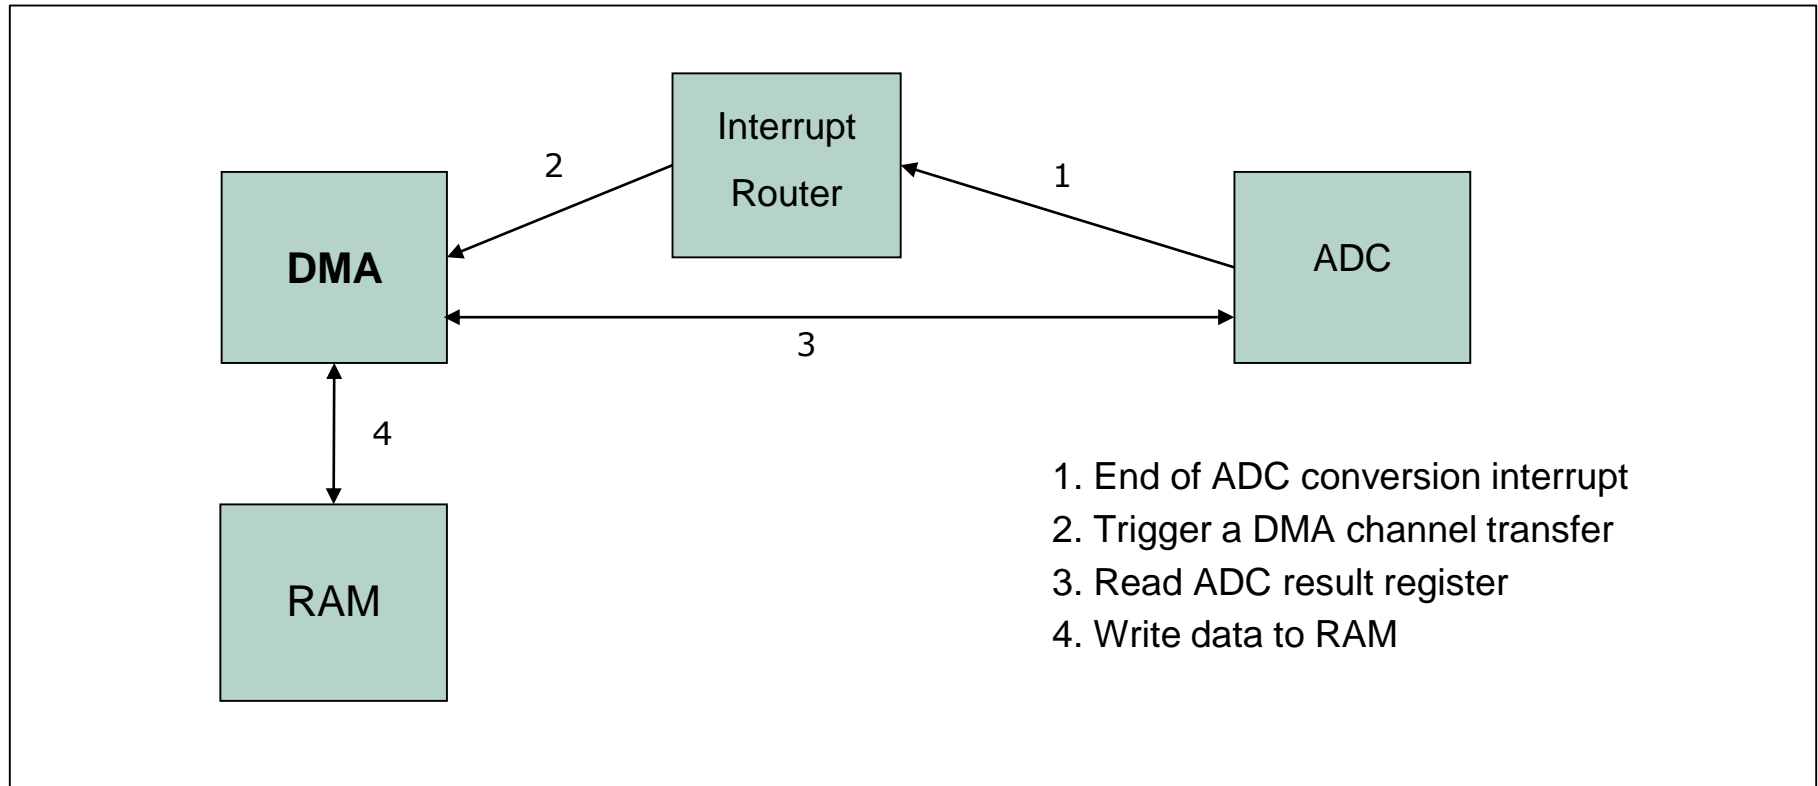 Interrupt
Router
2
1
DMA
ADC
3
4
RAM
1. End of ADC conversion interrupt
2. Trigger a DMA channel transfer
3. Read ADC result register
4. Write data to RAM